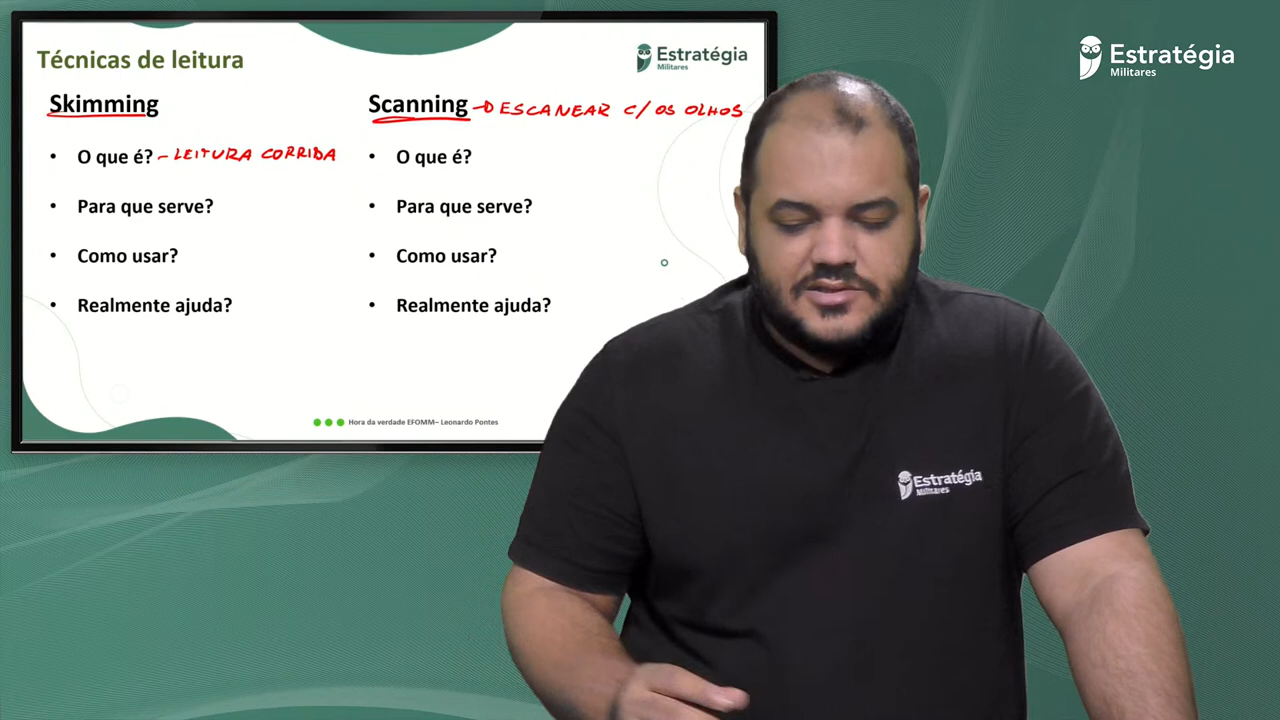 Técnicas de leitura
Estratégia
Militares
Skimming
• O que é? - LEITURA CORRIDA
• Para que serve?
• Como usar?
• Realmente ajuda?
Scanning → ESCANEAR C/ OS OLHOS
• O que é?
• Para que serve?
• Como usar?
• Realmente ajuda?
Hora da verdade EFOMM– Leonardo Pontes
Estratégia
Militares
Estratégia
Militares